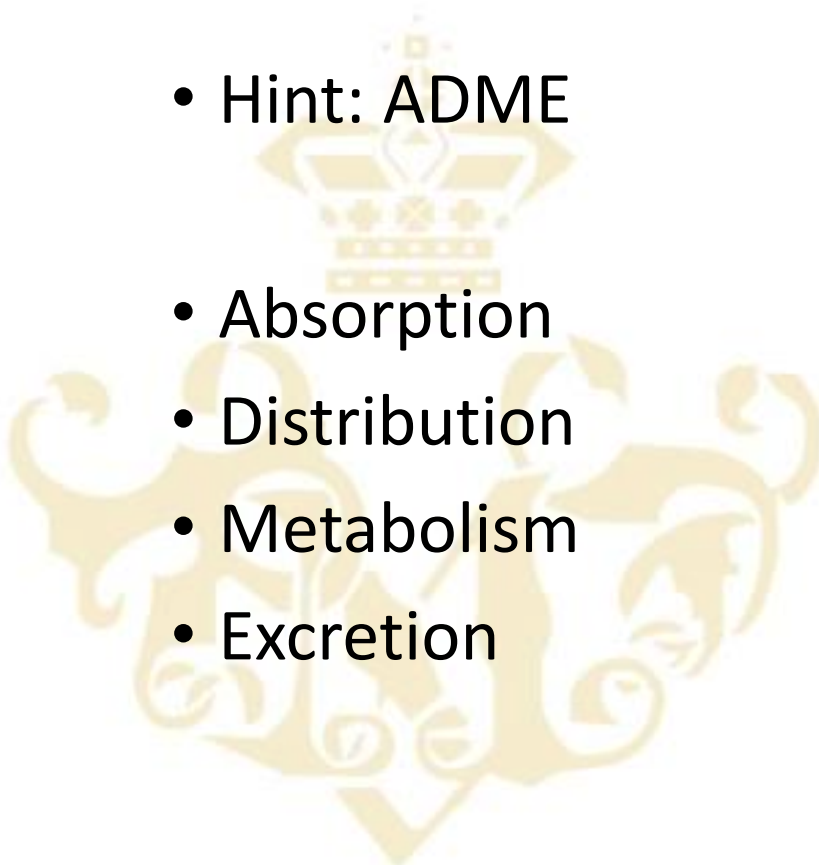 • Hint: ADME
• Absorption
• Distribution
• Metabolism
• Excretion